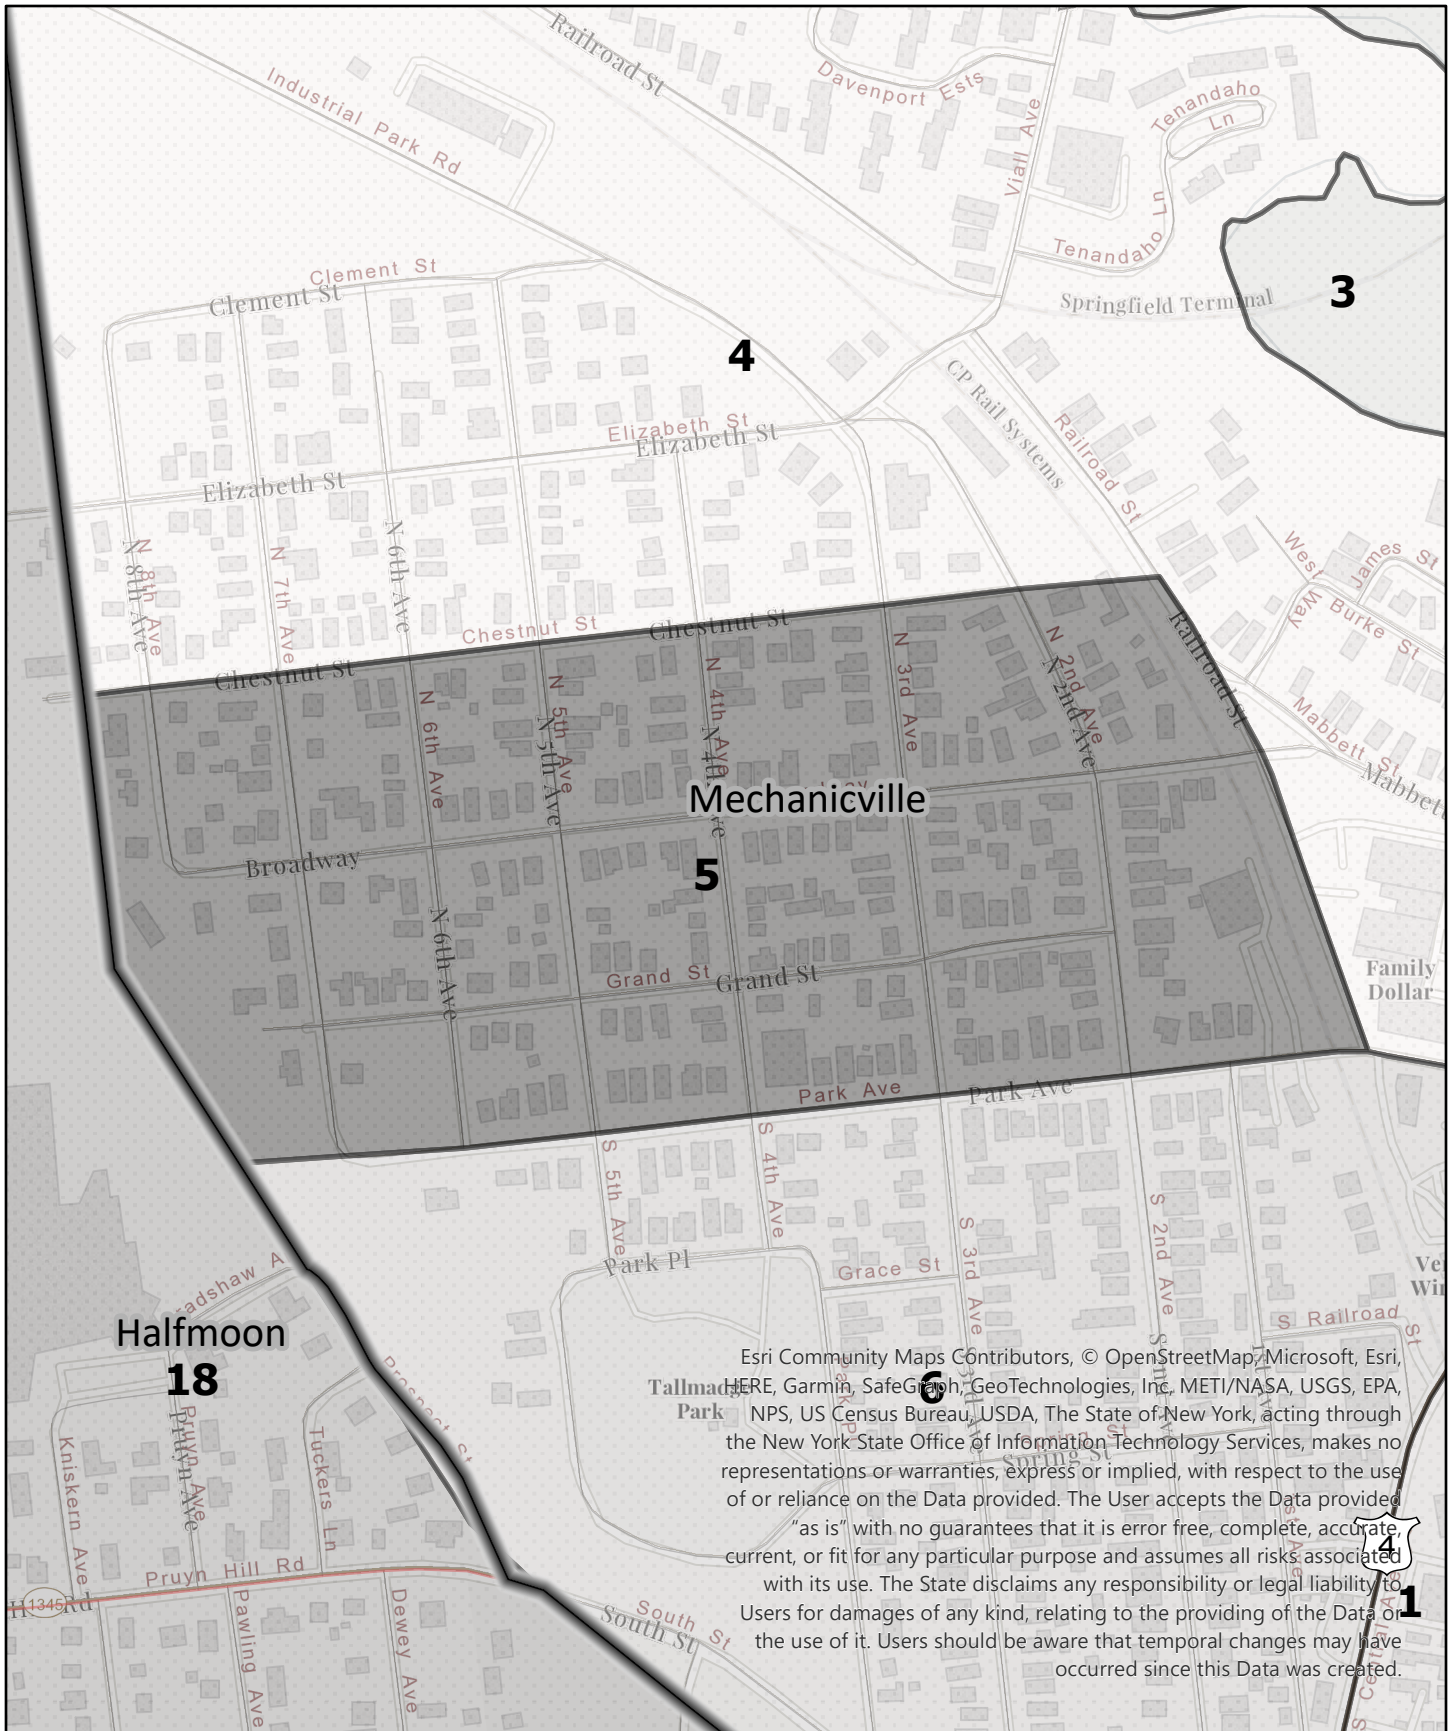 Railroad St
Industrial Park Rd
Davenport Ests
Viall Ave
Tenandaho
Ln
Tenandaho Ln
Springfield Terminal
3
Clement St
Clement St
4
CP Rail Systems
Railroad St
Elizabeth St
Elizabeth St
Elizabeth St
N 8th Ave
N 8th Ave
N 7th Ave
N 6th Ave
West Way
James St
Burke St
Chestnut St
Chestnut St
Chestnut St
Railroad St
N 6th Ave
N 5th Ave
N 5th Ave
N 4th Ave
N 4th Ave
N 3rd Ave
N 2nd Ave
N 2nd Ave
Mabbett St
Mabbett
Mechanicville
5
Broadway
N 6th Ave
Grand St
Grand St
Family
Dollar
Park Ave
Park Ave
S 5th Ave
S 4th Ave
Park Pl
Grace St
S 3rd Ave
S 2nd Ave
S Railroad St
Halfmoon
18
Prospect St
Tallmadge
Park
Park Pl
6
Spring St
Kniskern Ave
Pruyn Ave
Pruyn Ave
Tuckers Ln
Pruyn Hill Rd
1345
Rd
Pawling Ave
Dewey Ave
South St
South St
Esri Community Maps Contributors, © OpenStreetMap, Microsoft, Esri,
HERE, Garmin, SafeGraph, GeoTechnologies, Inc, METI/NASA, USGS, EPA,
NPS, US Census Bureau, USDA, The State of New York, acting through
the New York State Office of Information Technology Services, makes no
representations or warranties, express or implied, with respect to the use
of or reliance on the Data provided. The User accepts the Data provided
“as is” with no guarantees that it is error free, complete, accurate,
current, or fit for any particular purpose and assumes all risks associated
with its use. The State disclaims any responsibility or legal liability to
Users for damages of any kind, relating to the providing of the Data or
the use of it. Users should be aware that temporal changes may have
occurred since this Data was created.
4
1
S Central Ave